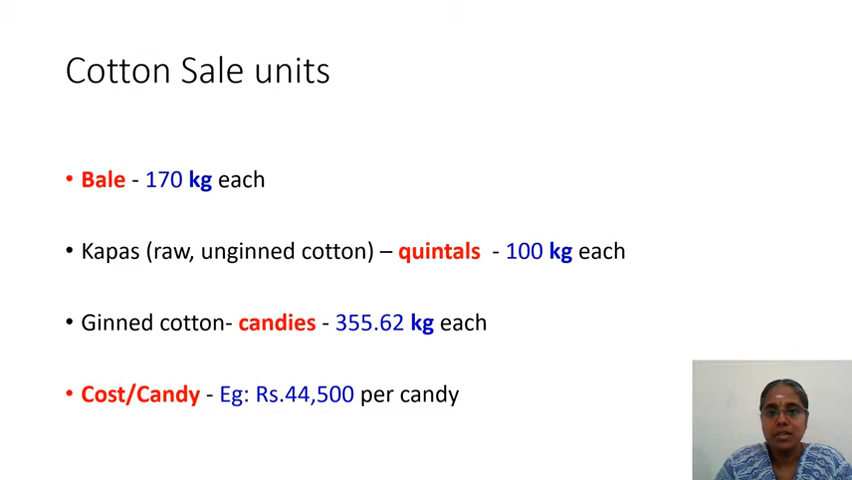 Cotton Sale units
• Bale - 170 kg each
• Kapas (raw, unginned cotton) – quintals - 100 kg each
• Ginned cotton- candies - 355.62 kg each
• Cost/Candy - Eg: Rs.44,500 per candy